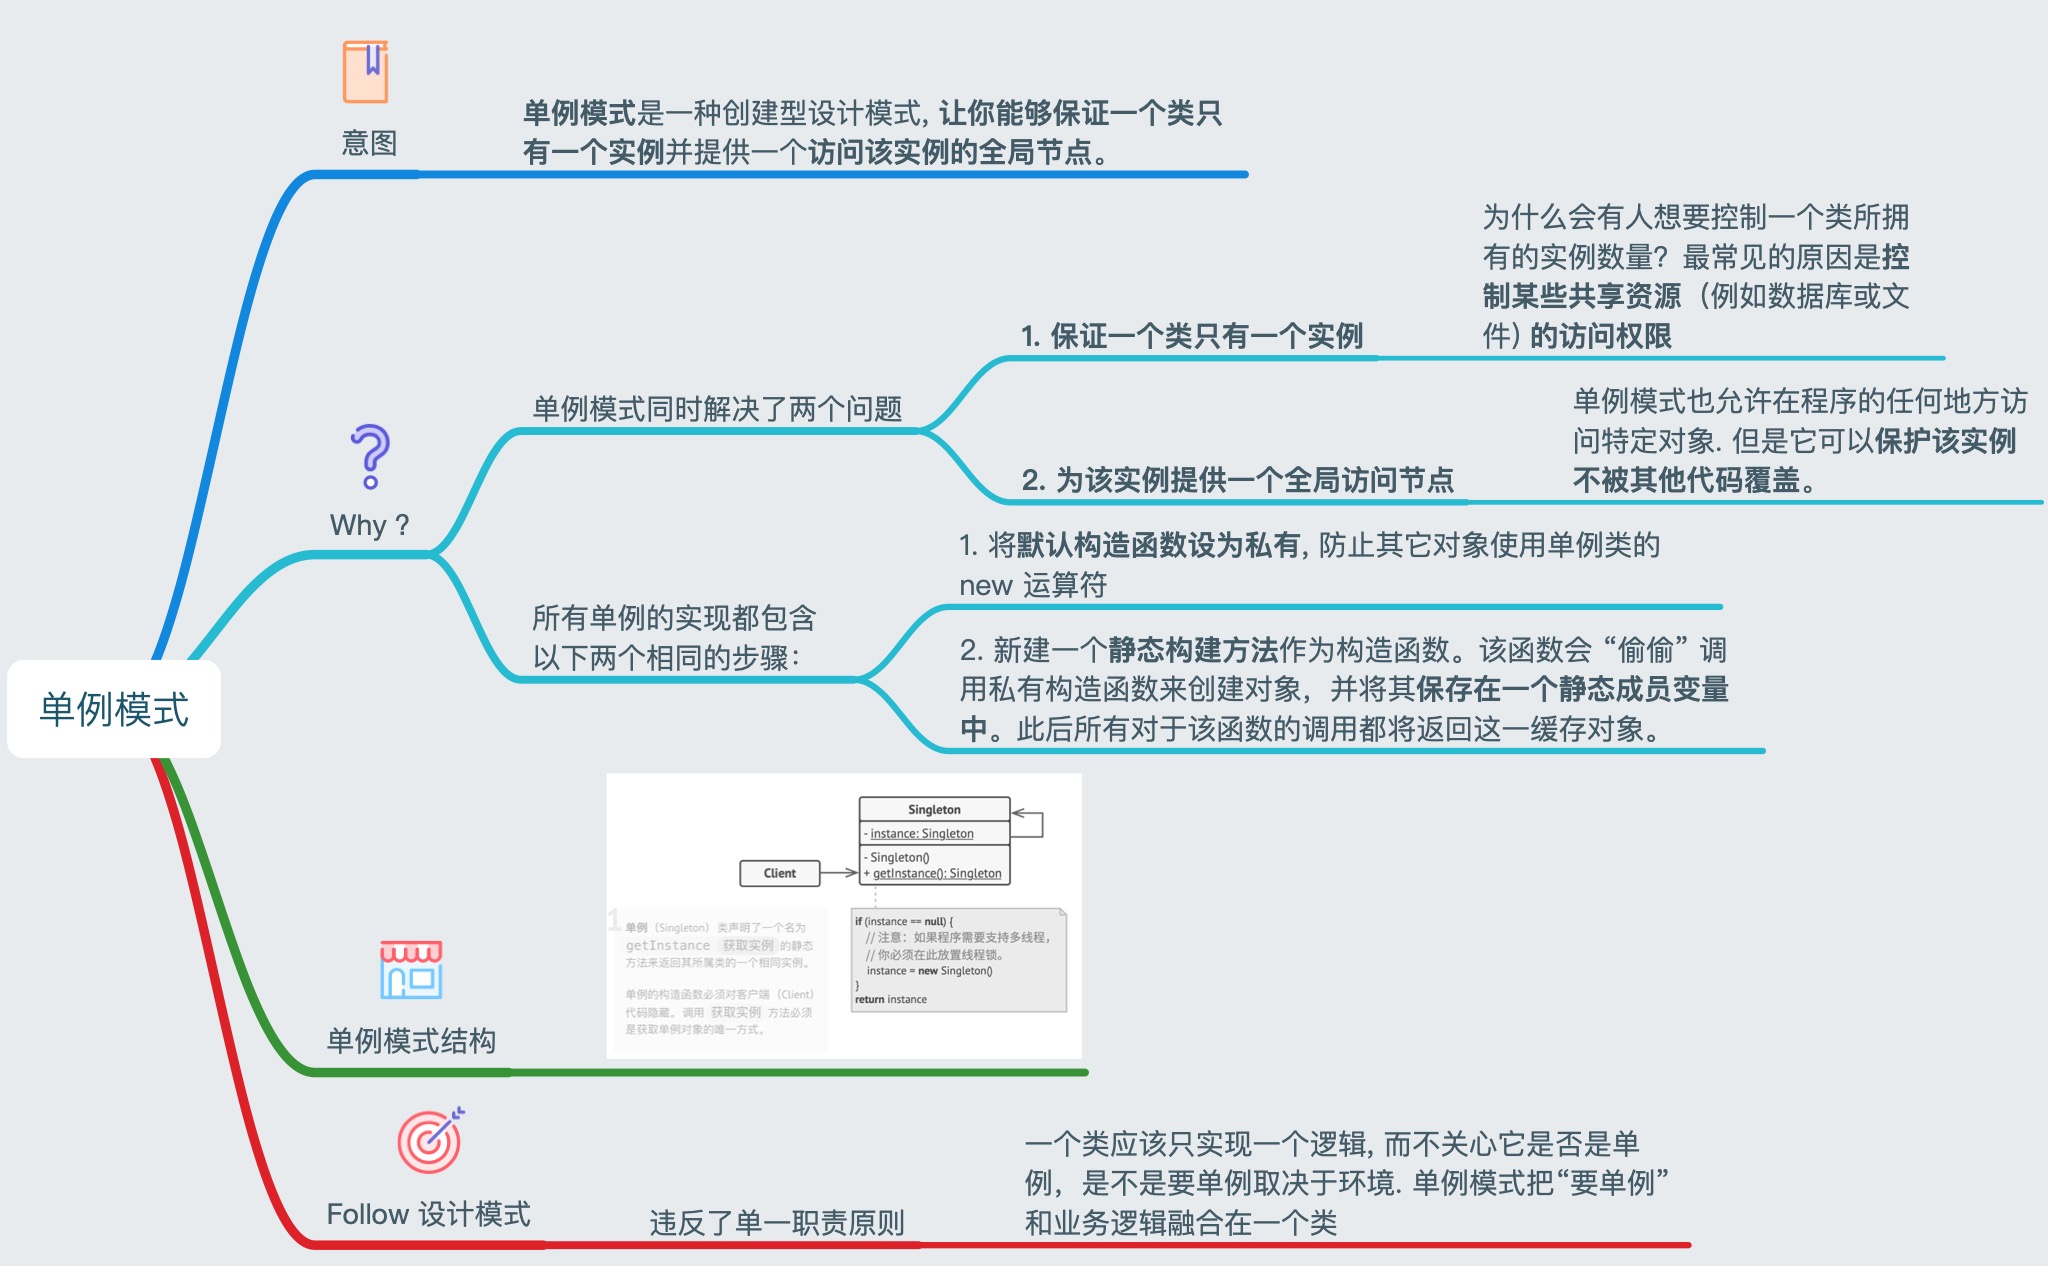 单例模式
意图
单例模式是一种创建型设计模式, 让你能够保证一个类只
有一个实例并提供一个访问该实例的全局节点。
Why ?
单例模式同时解决了两个问题
1. 保证一个类只有一个实例
为什么会有人想要控制一个类所拥
有的实例数量？最常见的原因是控
制某些共享资源（例如数据库或文
件) 的访问权限
2. 为该实例提供一个全局访问节点
单例模式也允许在程序的任何地方访
问特定对象. 但是它可以保护该实例
不被其他代码覆盖。
所有单例的实现都包含
以下两个相同的步骤：
1. 将默认构造函数设为私有, 防止其它对象使用单例类的
new 运算符
2. 新建一个静态构建方法作为构造函数。该函数会 “偷偷” 调
用私有构造函数来创建对象，并将其保存在一个静态成员变量
中。此后所有对于该函数的调用都将返回这一缓存对象。
单例模式结构
Singleton
- instance: Singleton
- Singleton()
+ getInstance(): Singleton
Client
1
单例（Singleton）类声明了一个名为
getInstance 获取实例 的静态
方法来返回其所属类的一个相同实例。
单例的构造函数必须对客户端（Client）
代码隐藏。调用 获取实例 方法必须
是获取单例对象的唯一方式。
if (instance == null) {
// 注意：如果程序需要支持多线程，
// 你必须在此放置线程锁。
instance = new Singleton()
}
return instance
Follow 设计模式
违反了单一职责原则
一个类应该只实现一个逻辑, 而不关心它是否是单
例，是不是要单例取决于环境. 单例模式把“要单例”
和业务逻辑融合在一个类